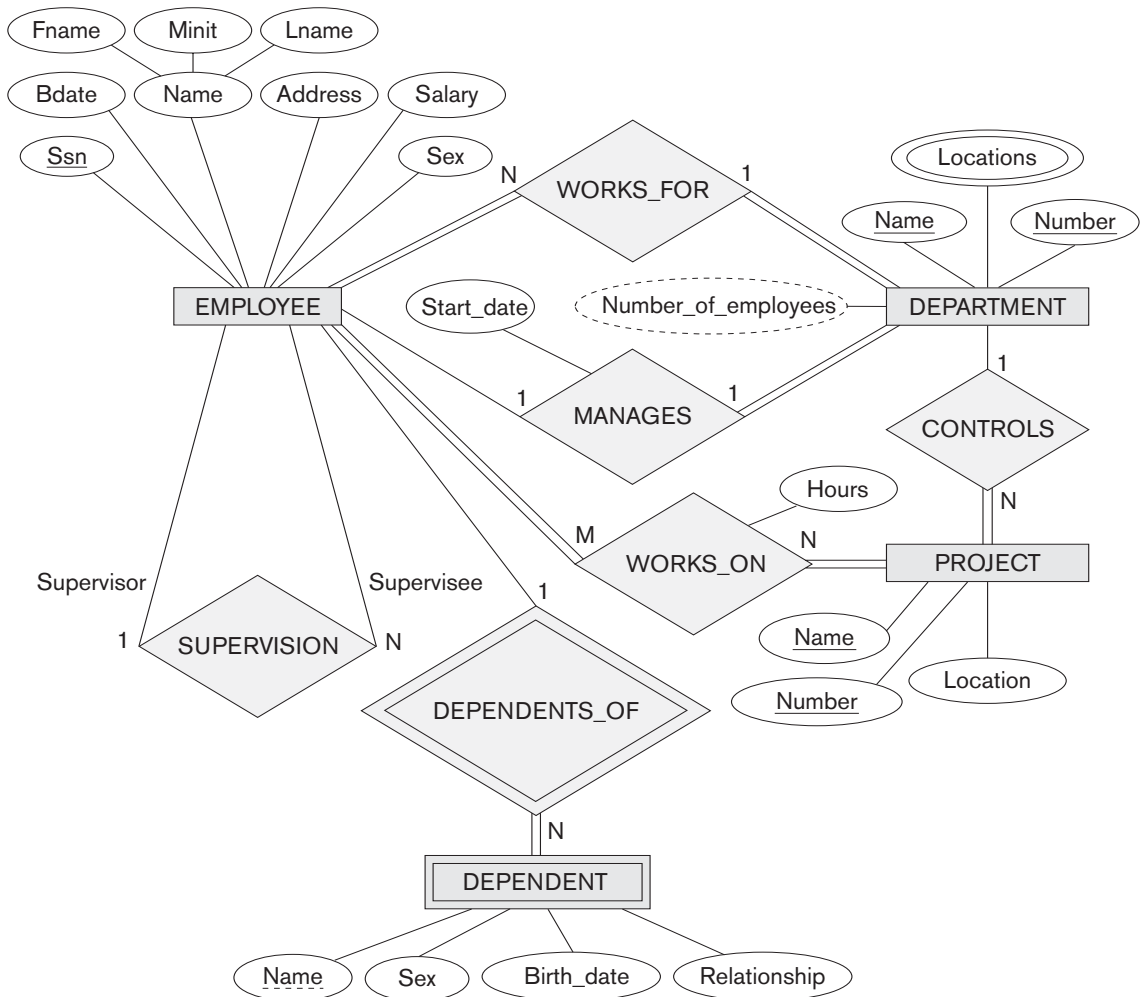 Fname Minit Lname
Bdate Name Address Salary
Ssn Sex
Locations
N WORKS_FOR 1
Name Number
EMPLOYEE Start_date Number_of_employees DEPARTMENT
1 MANAGES 1
1
CONTROLS
Hours
N
M WORKS_ON N
PROJECT
Supervisor Supervisee
1
1 SUPERVISION N
Name
Location
Number
DEPENDENTS_OF
N
DEPENDENT
Name Sex Birth_date Relationship